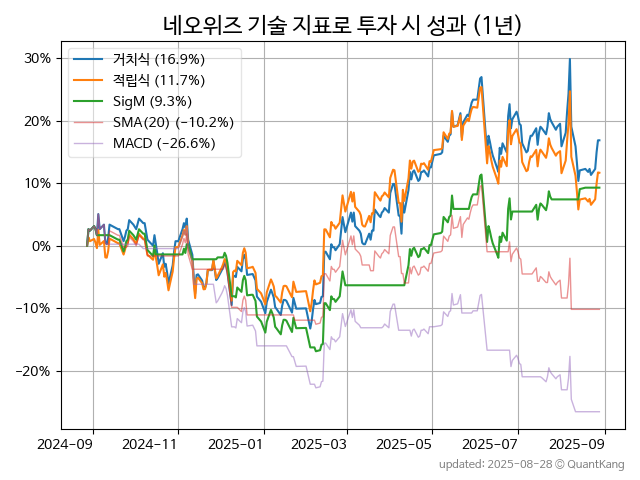 네오위즈 기술 지표로 투자 시 성과 (1년)
거치식 (16.9%)
적립식 (11.7%)
SigM (9.3%)
SMA(20) (−10.2%)
MACD (−26.6%)
30%
20%
10%
0%
−10%
−20%
2024-09 2024-11 2025-01 2025-03 2025-05 2025-07 2025-09
updated: 2025-08-28 ⓒ QuantKang